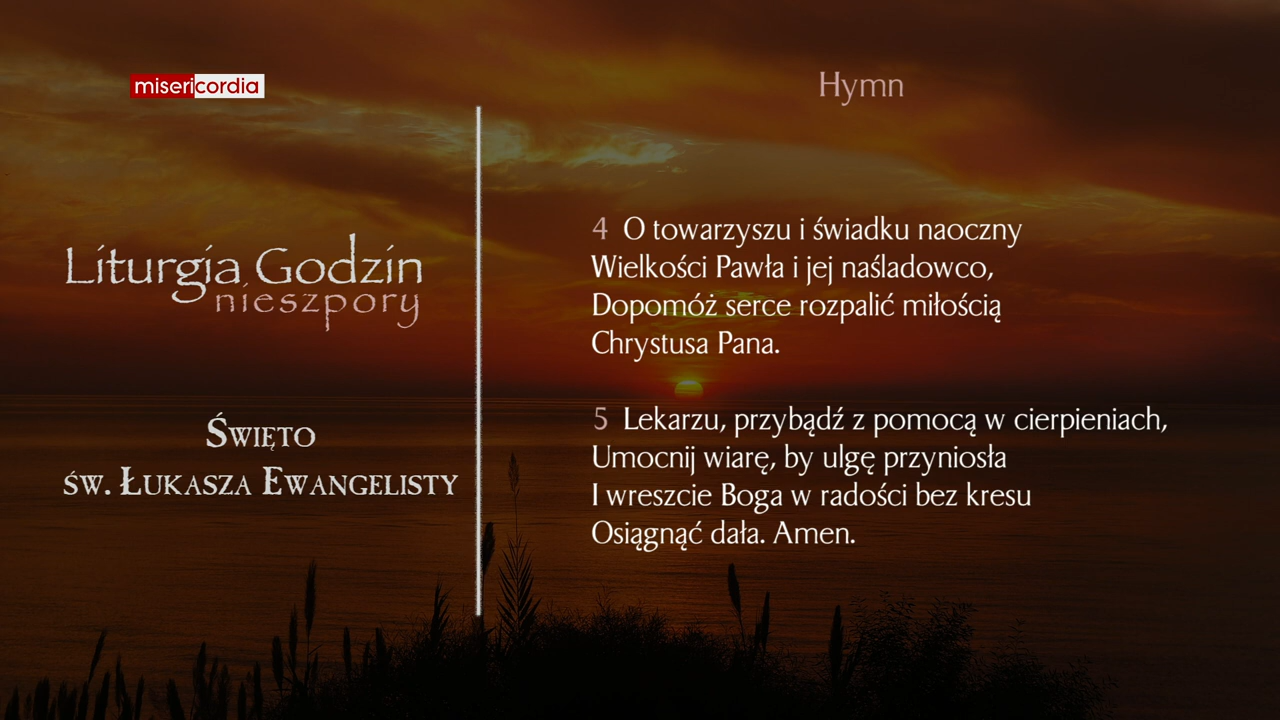 misericordia
Hymn
Liturgia Godzin
nieszpory
Święto
św. Łukasza Ewangelisty
4 O towarzyszu i świadku naoczny
Wielkości Pawła i jej naśladowco,
Dopomóż serce rozpalić miłością
Chrystusa Pana.
5 Lekarzu, przybądź z pomocą w cierpieniach,
Umocnij wiarę, by ulgę przyniosła
I wreszcie Boga w radości bez kresu
Osiągnąć dała. Amen.